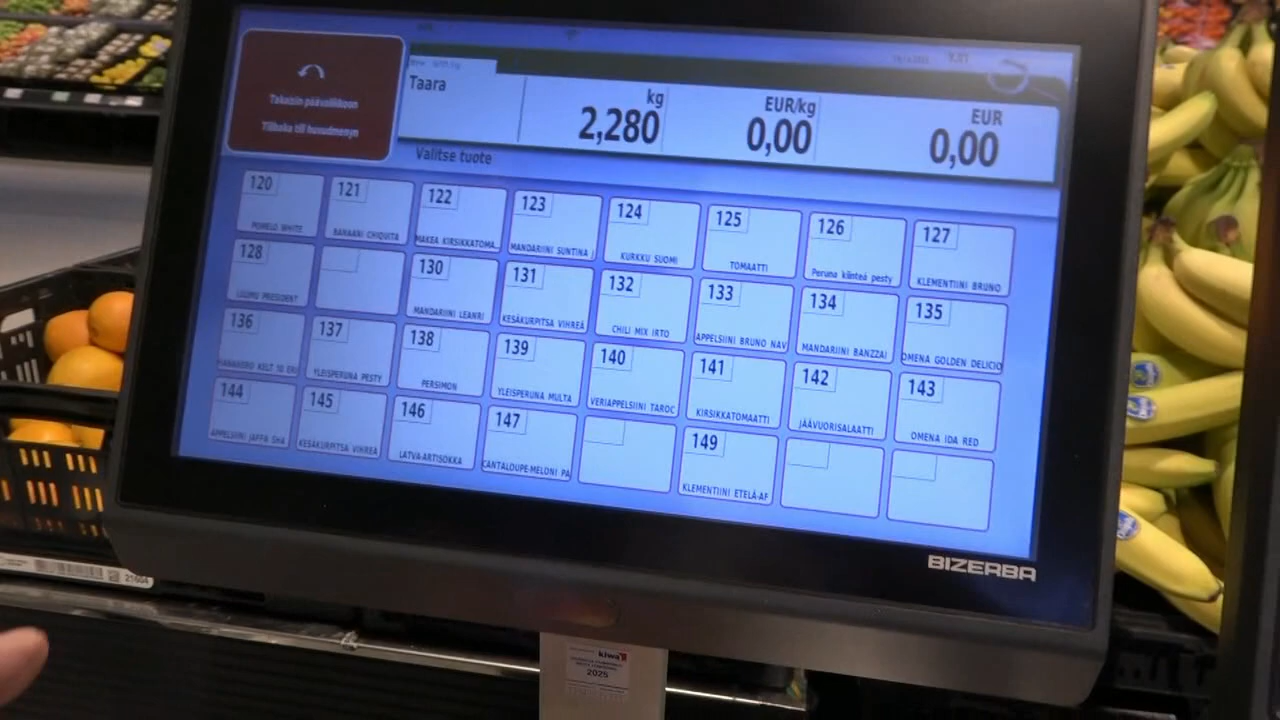 Takaisin päävalikkoon
Tillbaka till huvudmenyn
Taara
kg
2,280
EUR/kg
0,00
EUR
0,00
Valitse tuote
120
POMELO WHITE
121
BANAANI CHIQUITA
122
MAKEA KIRSIKKATOMA...
123
MANDARIINI SUNTINA J
124
KURKKU SUOMI
125
TOMAATTI
126
Peruna kiinteä pesty
127
KLEMENTIINI BRUNO
128
LUUMU PRESIDENT
130
MANDARIINI LEANRI
131
KESÄKURPITSA VIHREÄ
132
CHILI MIX IRTO
133
APPELSIINI BRUNO NAV
134
MANDARIINI BANZZAI
135
OMENA GOLDEN DELICIO
136
137
YLEISPERUNA PESTY
138
PERSIMON
139
YLEISPERUNA MULTA
140
VERIAPPELSIINI TAROC
141
KIRSIKKATOMAATTI
142
JÄÄVUORISALAATTI
143
OMENA IDA RED
144
APPELSIINI JAFFA SHA
145
KESÄKURPITSA VIHREÄ
146
LATVA-ARTISOKKA
147
CANTALOUPE-MELONI PA
149
KLEMENTIINI ETELÄ-AF
BIZERBA
21604
kiwa
2025